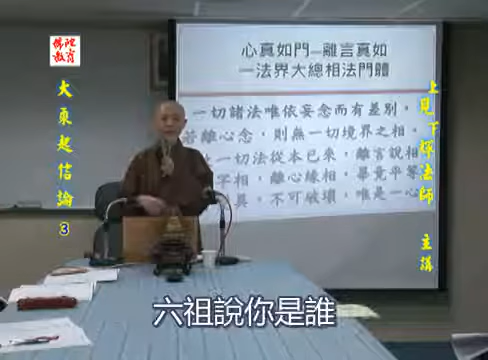 佛陀
教育
大乘起信論
3
心真如門—離言真如
一法界大總相法門體
一切諸法唯依妄念而有差別，
若離心念，則無一切境界之相。
一切法從本已來，離言說相
字相，離心緣相，畢竟平等
異，不可破壞，唯是一心
上見下輝法師 主講
六祖說你是誰